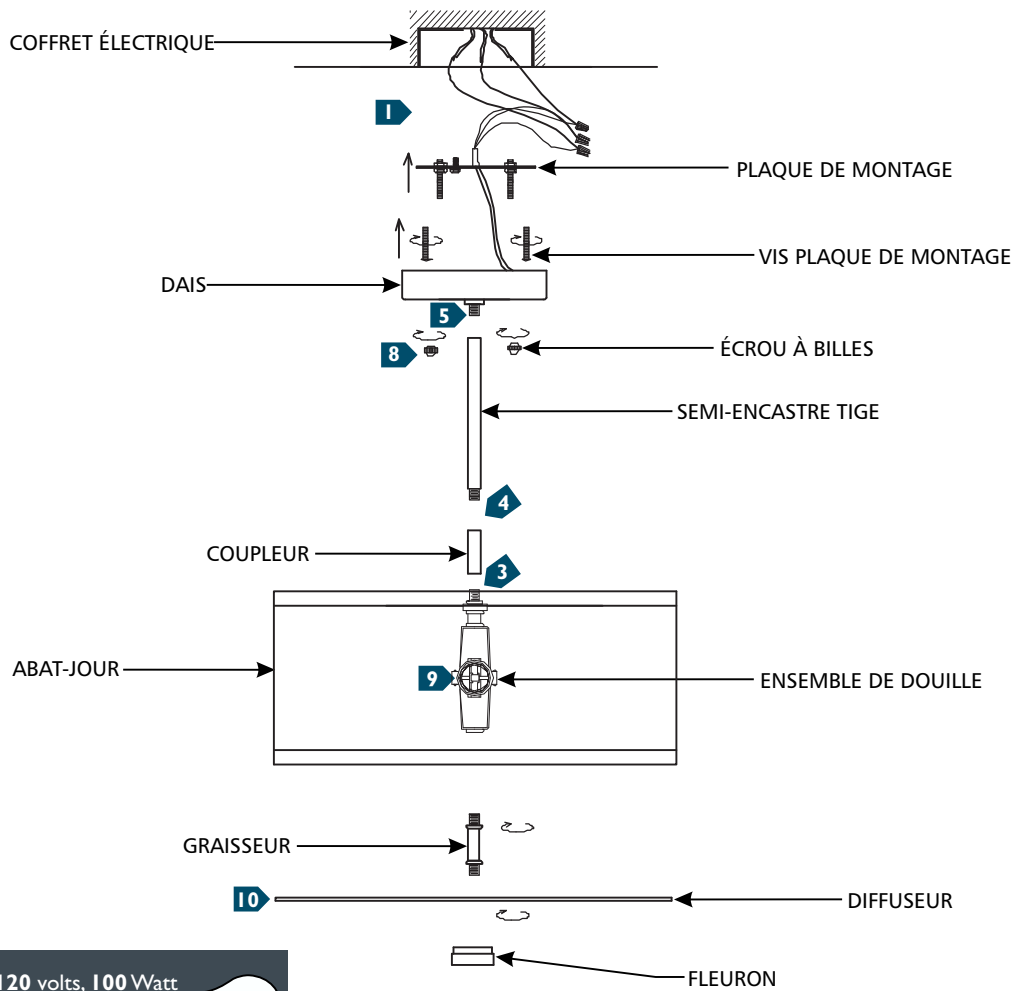 COFFRET ÉLECTRIQUE
1
PLAQUE DE MONTAGE
VIS PLAQUE DE MONTAGE
DAIS
5
8
ÉCROU À BILLES
SEMI-ENCASTRE TIGE
4
COUPLEUR
3
ABAT-JOUR
9
ENSEMBLE DE DOUILLE
GRAISSEUR
10
DIFFUSEUR
FLEURON
120 volts, 100 Watt